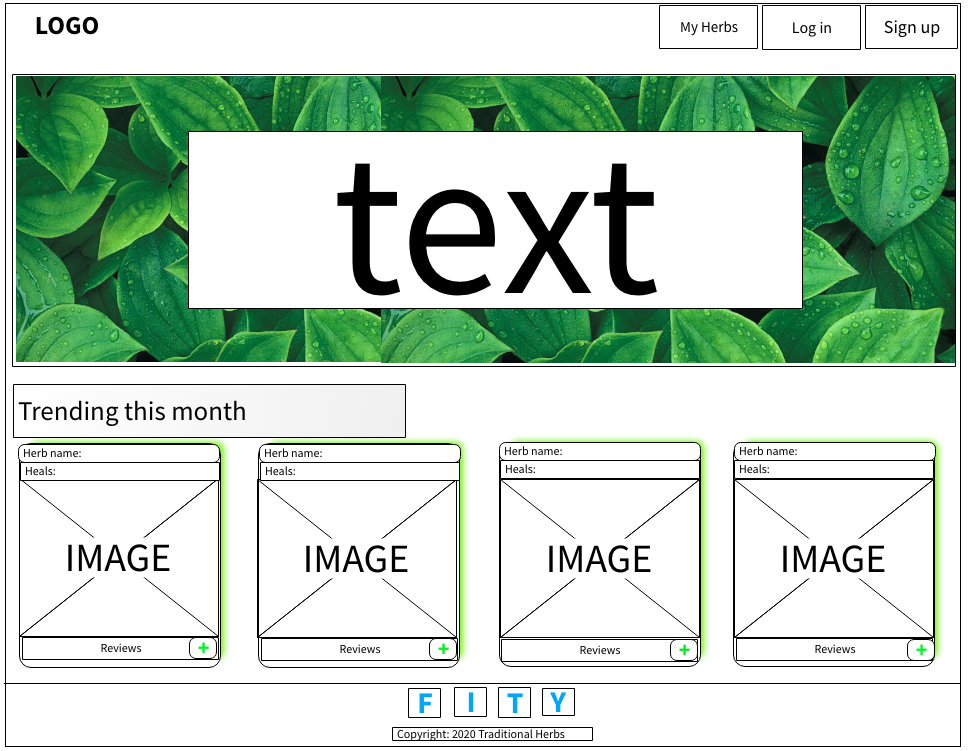 LOGO
My Herbs
Log in
Sign up
text
Trending this month
Herb name:
Heals:
IMAGE
Reviews
+
Herb name:
Heals:
IMAGE
Reviews
+
Herb name:
Heals:
IMAGE
Reviews
+
Herb name:
Heals:
IMAGE
Reviews
+
F I T Y
Copyright: 2020 Traditional Herbs